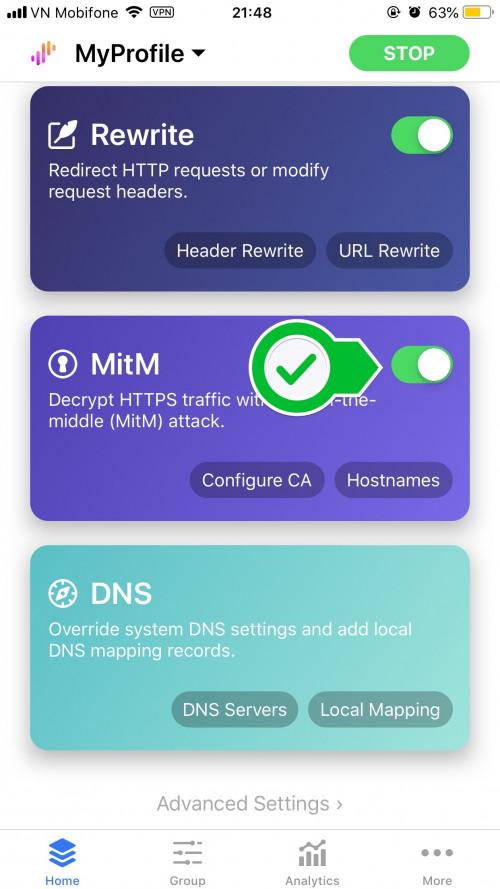 VN Mobifone VPN 21:48 63%
MyProfile STOP
Rewrite
Redirect HTTP requests or modify
request headers.
Header Rewrite URL Rewrite
MitM
Decrypt HTTPS traffic with -the-
middle (MitM) attack.
Configure CA Hostnames
DNS
Override system DNS settings and add local
DNS mapping records.
DNS Servers Local Mapping
Advanced Settings ›
Home Group Analytics More